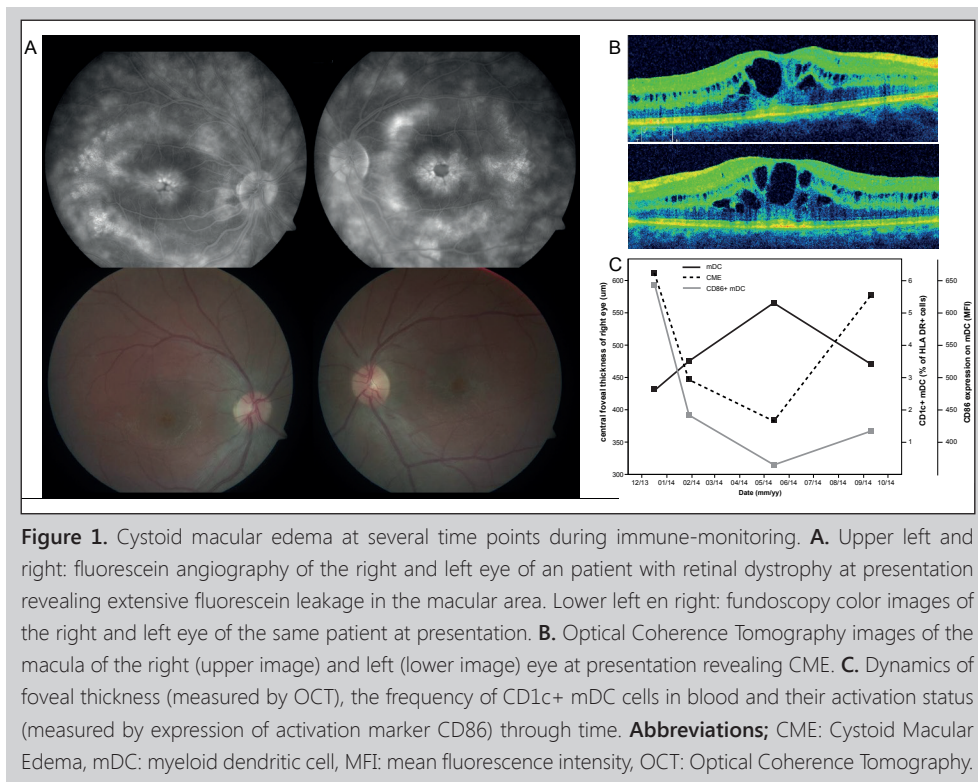 A
B
C
mDC
CME
CD86+ mDC
600
550
500
450
400
350
300
central foveal thickness of right eye (um)
6
5
4
3
2
1
CD1c+ mDC (% of HLA DR+ cells)
650
600
550
500
450
400
CD86 expression on mDC (MFI)
12/13 01/14 02/14 03/14 04/14 05/14 06/14 07/14 08/14 09/14 10/14
Date (mm/yy)
Figure 1. Cystoid macular edema at several time points during immune-monitoring. A. Upper left and
right: fluorescein angiography of the right and left eye of an patient with retinal dystrophy at presentation
revealing extensive fluorescein leakage in the macular area. Lower left en right: fundoscopy color images of
the right and left eye of the same patient at presentation. B. Optical Coherence Tomography images of the
macula of the right (upper image) and left (lower image) eye at presentation revealing CME. C. Dynamics of
foveal thickness (measured by OCT), the frequency of CD1c+ mDC cells in blood and their activation status
(measured by expression of activation marker CD86) through time. Abbreviations; CME: Cystoid Macular
Edema, mDC: myeloid dendritic cell, MFI: mean fluorescence intensity, OCT: Optical Coherence Tomography.